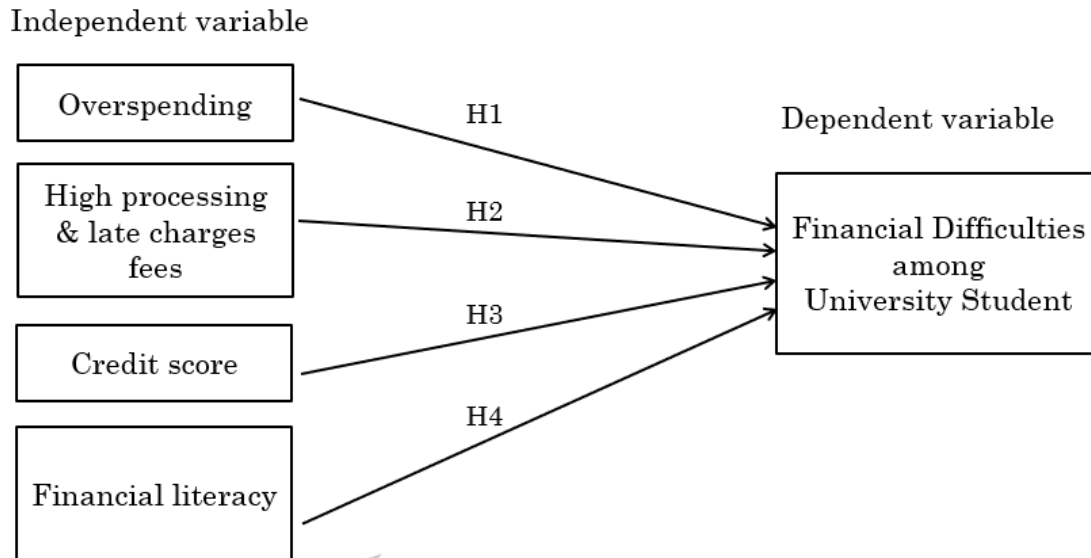 Independent variable
Overspending
H1
Dependent variable
High processing
& late charges
fees
H2
Financial Difficulties
among
University Student
H3
Credit score
H4
Financial literacy